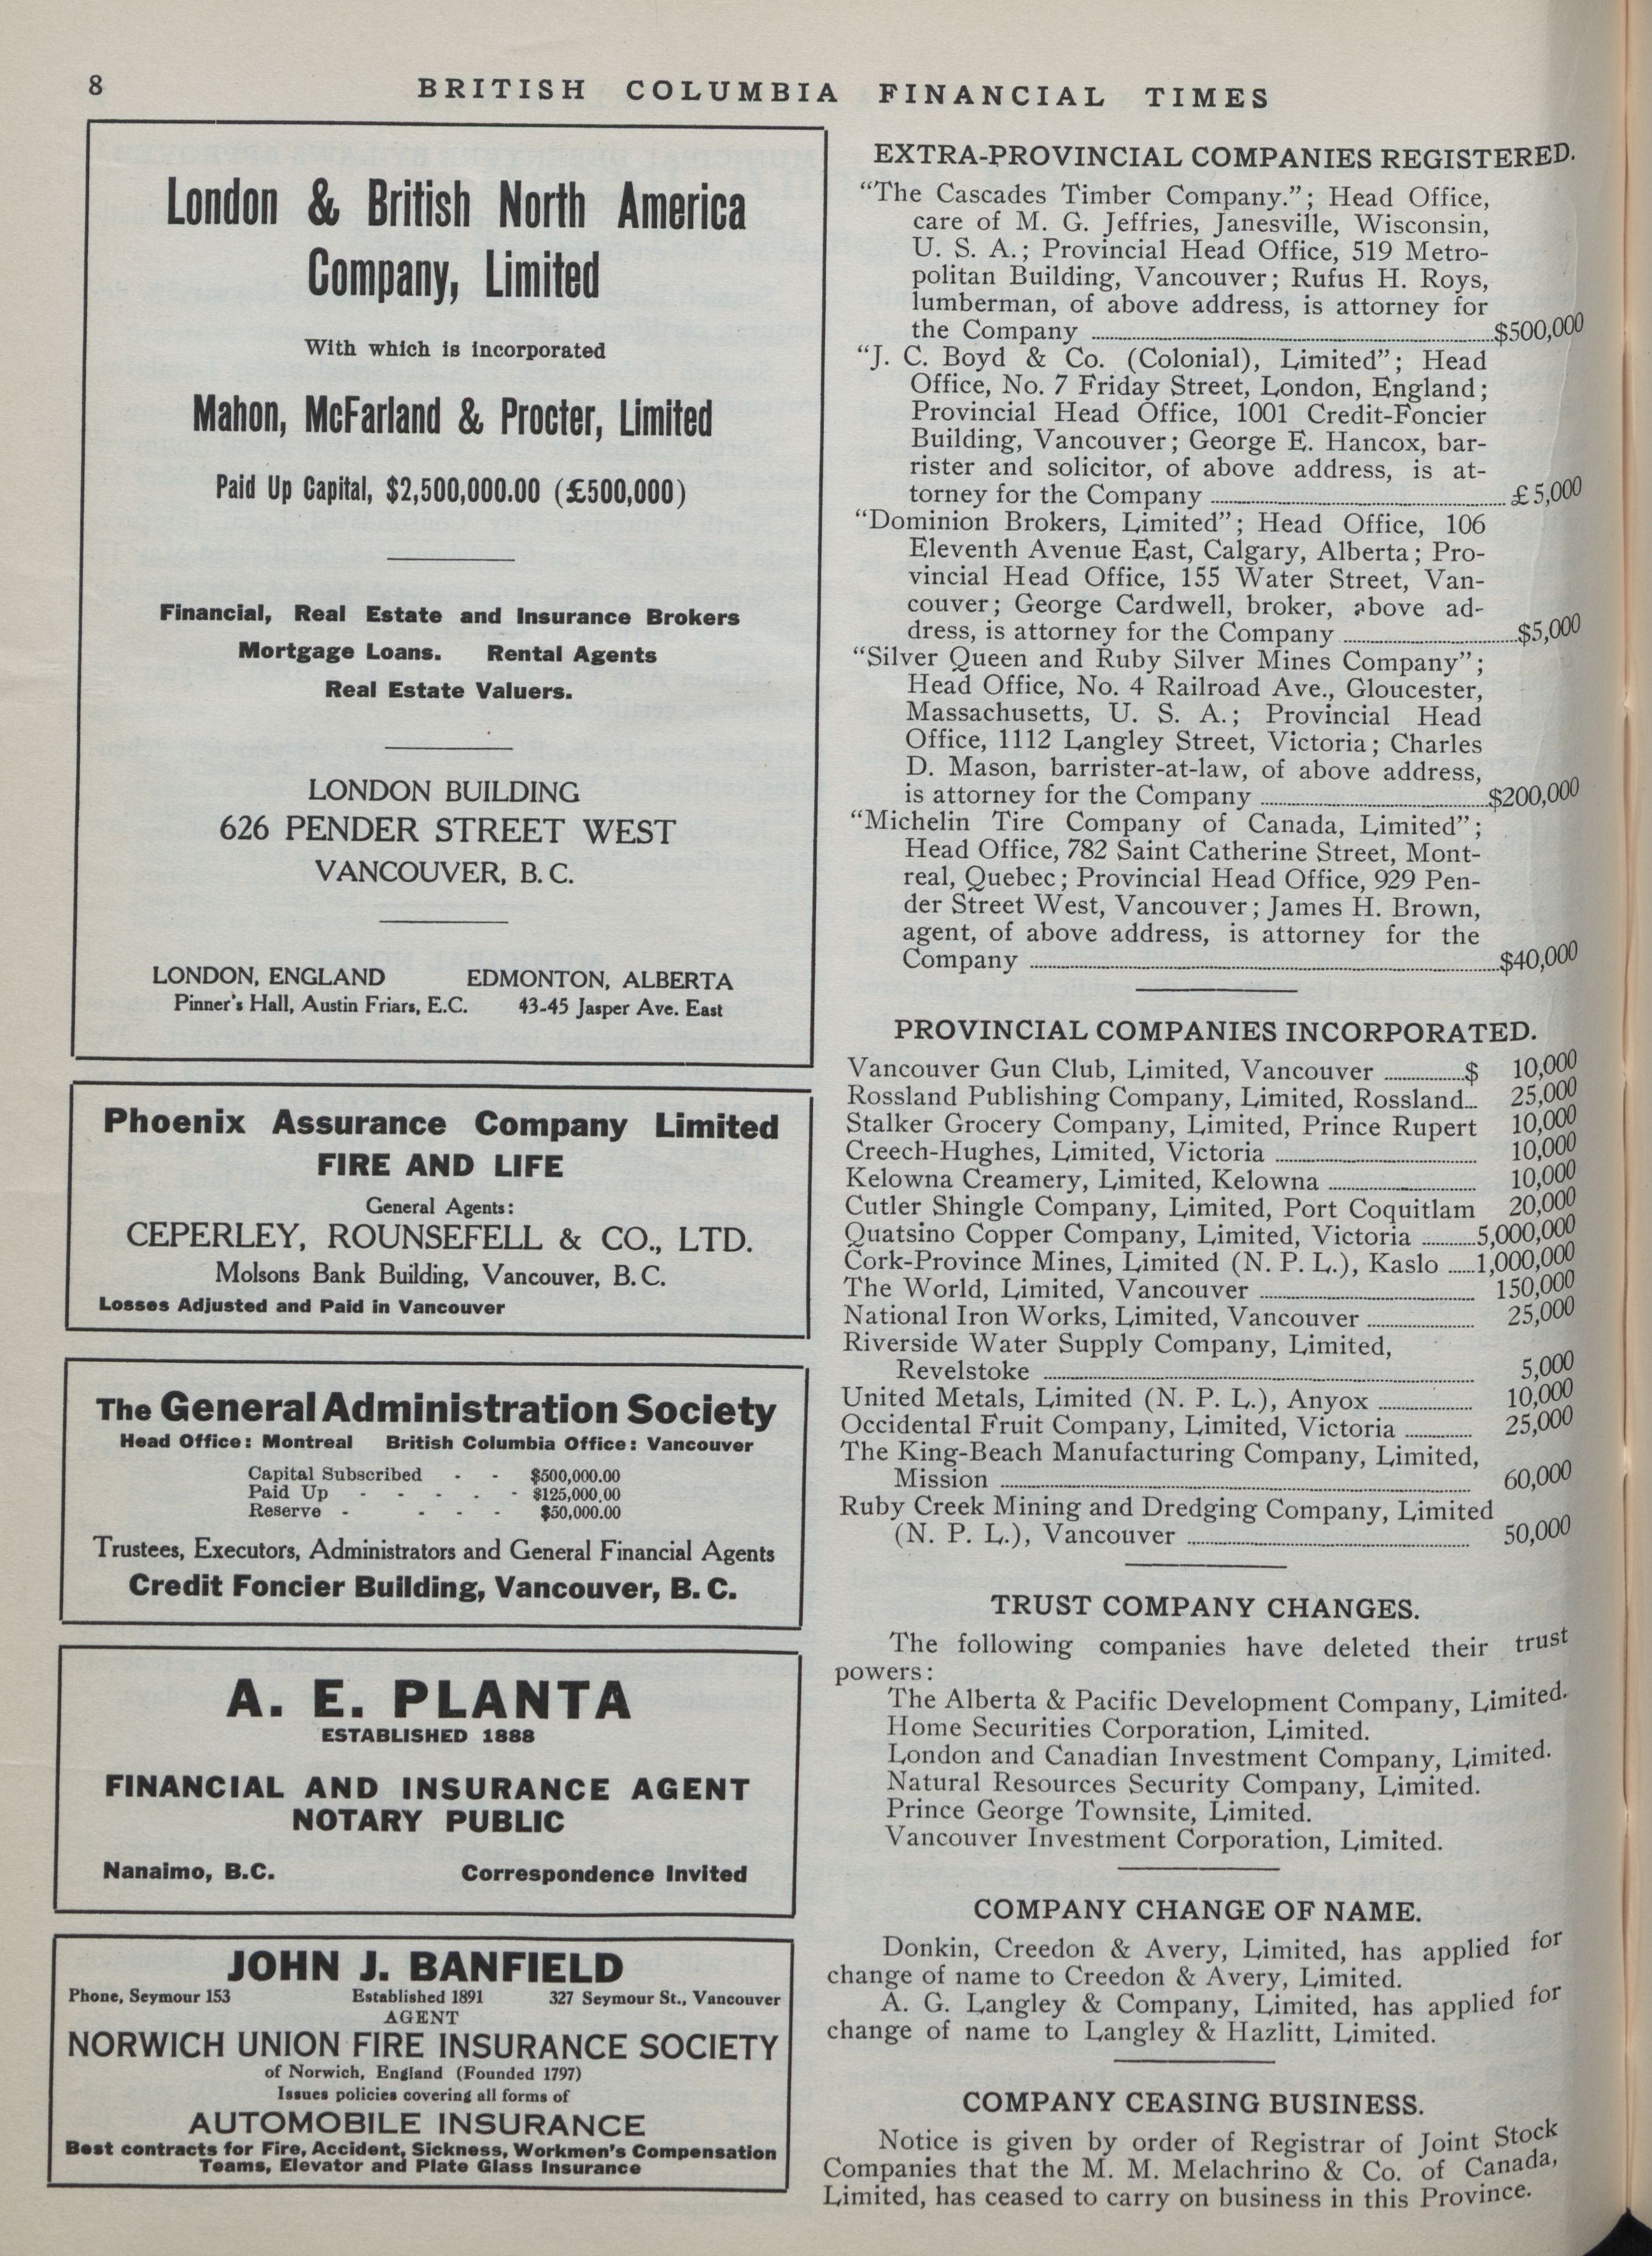 8
BRITISH COLUMBIA FINANCIAL TIMES
London & British North America
Company, Limited
With which is incorporated
Mahon, McFarland & Procter, Limited
Paid Up Capital, $2,500,000.00 (£500,000)
Financial, Real Estate and Insurance Brokers
Mortgage Loans. Rental Agents
Real Estate Valuers.
LONDON BUILDING
626 PENDER STREET WEST
VANCOUVER, B. C.
LONDON, ENGLAND EDMONTON, ALBERTA
Pinner's Hall, Austin Friars, E.C. 43-45 Jasper Ave. East
Phoenix Assurance Company Limited
FIRE AND LIFE
General Agents:
CEPERLEY, ROUNSEFELL & CO., LTD.
Molsons Bank Building, Vancouver, B. C.
Losses Adjusted and Paid in Vancouver
The General Administration Society
Head Office: Montreal British Columbia Office: Vancouver
Capital Subscribed - - $500,000.00
Paid Up - - - - - $125,000.00
Reserve - - - - $50,000.00
Trustees, Executors, Administrators and General Financial Agents
Credit Foncier Building, Vancouver, B. C.
A. E. PLANTA
ESTABLISHED 1888
FINANCIAL AND INSURANCE AGENT
NOTARY PUBLIC
Nanaimo, B.C. Correspondence Invited
JOHN J. BANFIELD
Phone, Seymour 153 Established 1891 327 Seymour St., Vancouver
AGENT
NORWICH UNION FIRE INSURANCE SOCIETY
of Norwich, England (Founded 1797)
Issues policies covering all forms of
AUTOMOBILE INSURANCE
Best contracts for Fire, Accident, Sickness, Workmen's Compensation
Teams, Elevator and Plate Glass Insurance
EXTRA-PROVINCIAL COMPANIES REGISTERED.
"The Cascades Timber Company."; Head Office,
care of M. G. Jeffries, Janesville, Wisconsin,
U. S. A.; Provincial Head Office, 519 Metro-
politan Building, Vancouver; Rufus H. Roys,
lumberman, of above address, is attorney for
the Company ........ $500,000
"J. C. Boyd & Co. (Colonial), Limited"; Head
Office, No. 7 Friday Street, London, England;
Provincial Head Office, 1001 Credit-Foncier
Building, Vancouver; George E. Hancox, bar-
rister and solicitor, of above address, is at-
torney for the Company ........ £5,000
"Dominion Brokers, Limited"; Head Office, 106
Eleventh Avenue East, Calgary, Alberta; Pro-
vincial Head Office, 155 Water Street, Van-
couver; George Cardwell, broker, above ad-
dress, is attorney for the Company ........ $5,000
"Silver Queen and Ruby Silver Mines Company";
Head Office, No. 4 Railroad Ave., Gloucester,
Massachusetts, U. S. A.; Provincial Head
Office, 1112 Langley Street, Victoria; Charles
D. Mason, barrister-at-law, of above address,
is attorney for the Company ........ $200,000
"Michelin Tire Company of Canada, Limited";
Head Office, 782 Saint Catherine Street, Mont-
real, Quebec; Provincial Head Office, 929 Pen-
der Street West, Vancouver; James H. Brown,
agent, of above address, is attorney for the
Company ........ $40,000
PROVINCIAL COMPANIES INCORPORATED.
Vancouver Gun Club, Limited, Vancouver ........ $ 10,000
Rossland Publishing Company, Limited, Rossland... 25,000
Stalker Grocery Company, Limited, Prince Rupert 10,000
Creech-Hughes, Limited, Victoria ........ 10,000
Kelowna Creamery, Limited, Kelowna ........ 10,000
Cutler Shingle Company, Limited, Port Coquitlam 20,000
Quatsino Copper Company, Limited, Victoria ........ 5,000,000
Cork-Province Mines, Limited (N. P. L.), Kaslo ...... 1,000,000
The World, Limited, Vancouver ........ 150,000
National Iron Works, Limited, Vancouver ........ 25,000
Riverside Water Supply Company, Limited,
Revelstoke ........ 5,000
United Metals, Limited (N. P. L.), Anyox ........ 10,000
Occidental Fruit Company, Limited, Victoria ........ 25,000
The King-Beach Manufacturing Company, Limited,
Mission ........ 60,000
Ruby Creek Mining and Dredging Company, Limited
(N. P. L.), Vancouver ........ 50,000
TRUST COMPANY CHANGES.
The following companies have deleted their trust
powers:
The Alberta & Pacific Development Company, Limited.
Home Securities Corporation, Limited.
London and Canadian Investment Company, Limited.
Natural Resources Security Company, Limited.
Prince George Townsite, Limited.
Vancouver Investment Corporation, Limited.
COMPANY CHANGE OF NAME.
Donkin, Creedon & Avery, Limited, has applied for
change of name to Creedon & Avery, Limited.
A. G. Langley & Company, Limited, has applied for
change of name to Langley & Hazlitt, Limited.
COMPANY CEASING BUSINESS.
Notice is given by order of Registrar of Joint Stock
Companies that the M. M. Melachrino & Co. of Canada,
Limited, has ceased to carry on business in this Province.